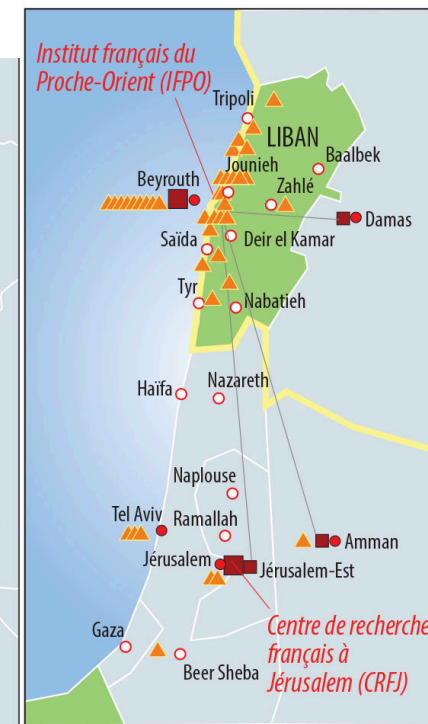 Institut français du
Proche-Orient (IFPO)
Tripoli
LIBAN
Baalbek
Jounieh
Beyrouth
Zahlé
Damas
Saïda
Deir el Kamar
Tyr
Nabatieh
Haïfa
Nazareth
Naplouse
Tel Aviv
Ramallah
Amman
Jérusalem
Jérusalem-Est
Gaza
Centre de recherche
français à
Jérusalem (CRFJ)
Beer Sheba